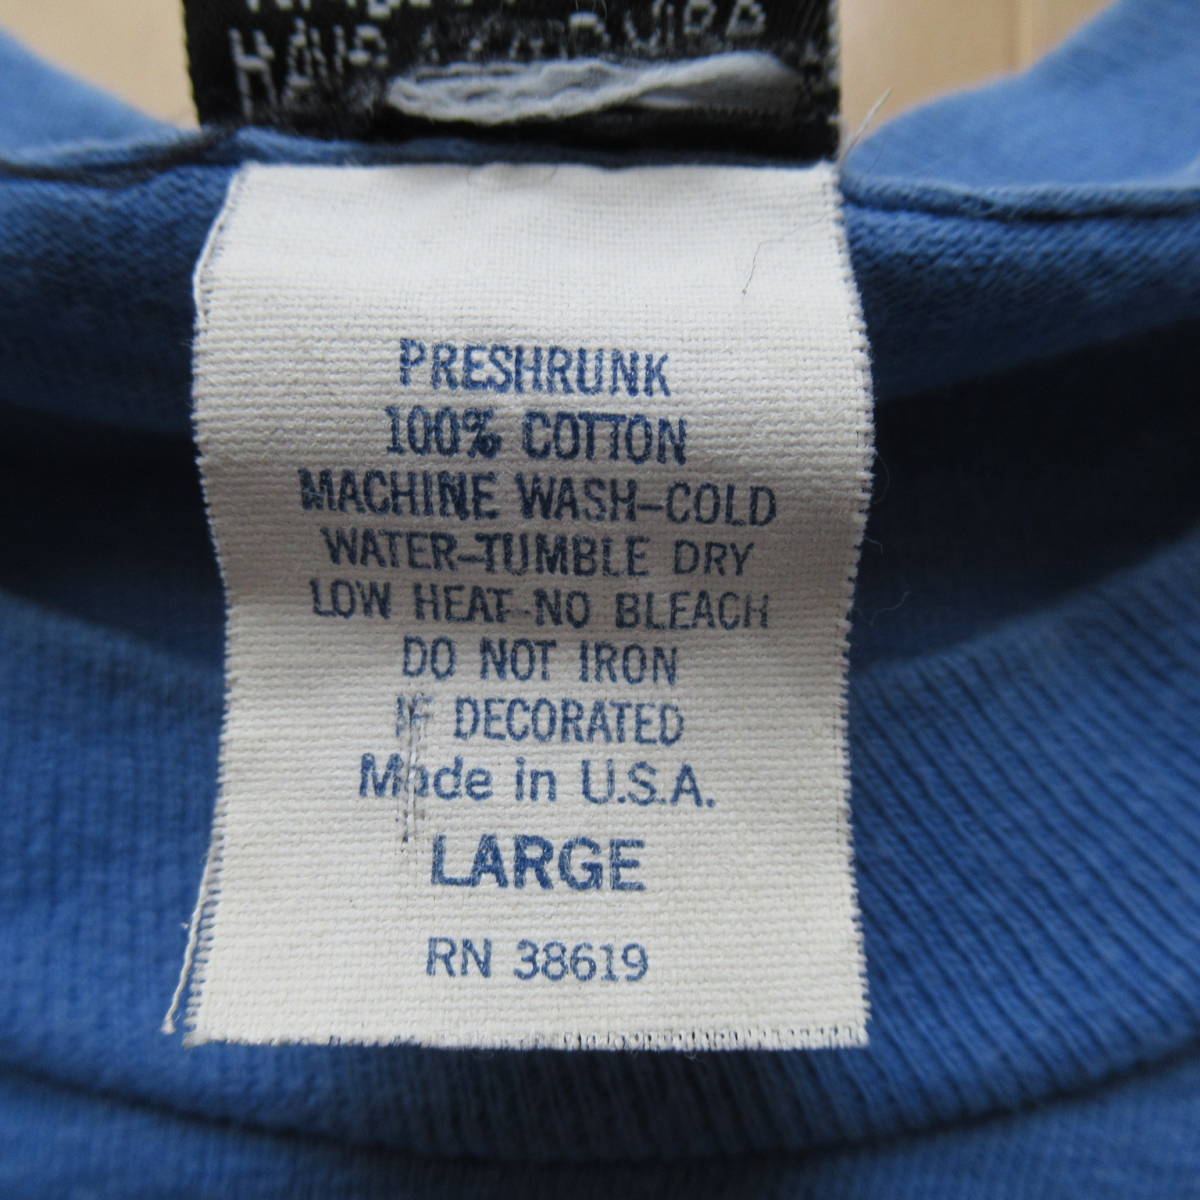 PRESHRUNK
100% COTTON
MACHINE WASH-COLD
WATER-TUMBLE DRY
LOW HEAT-NO BLEACH
DO NOT IRON
IF DECORATED
Made in U.S.A.
LARGE
RN 38619